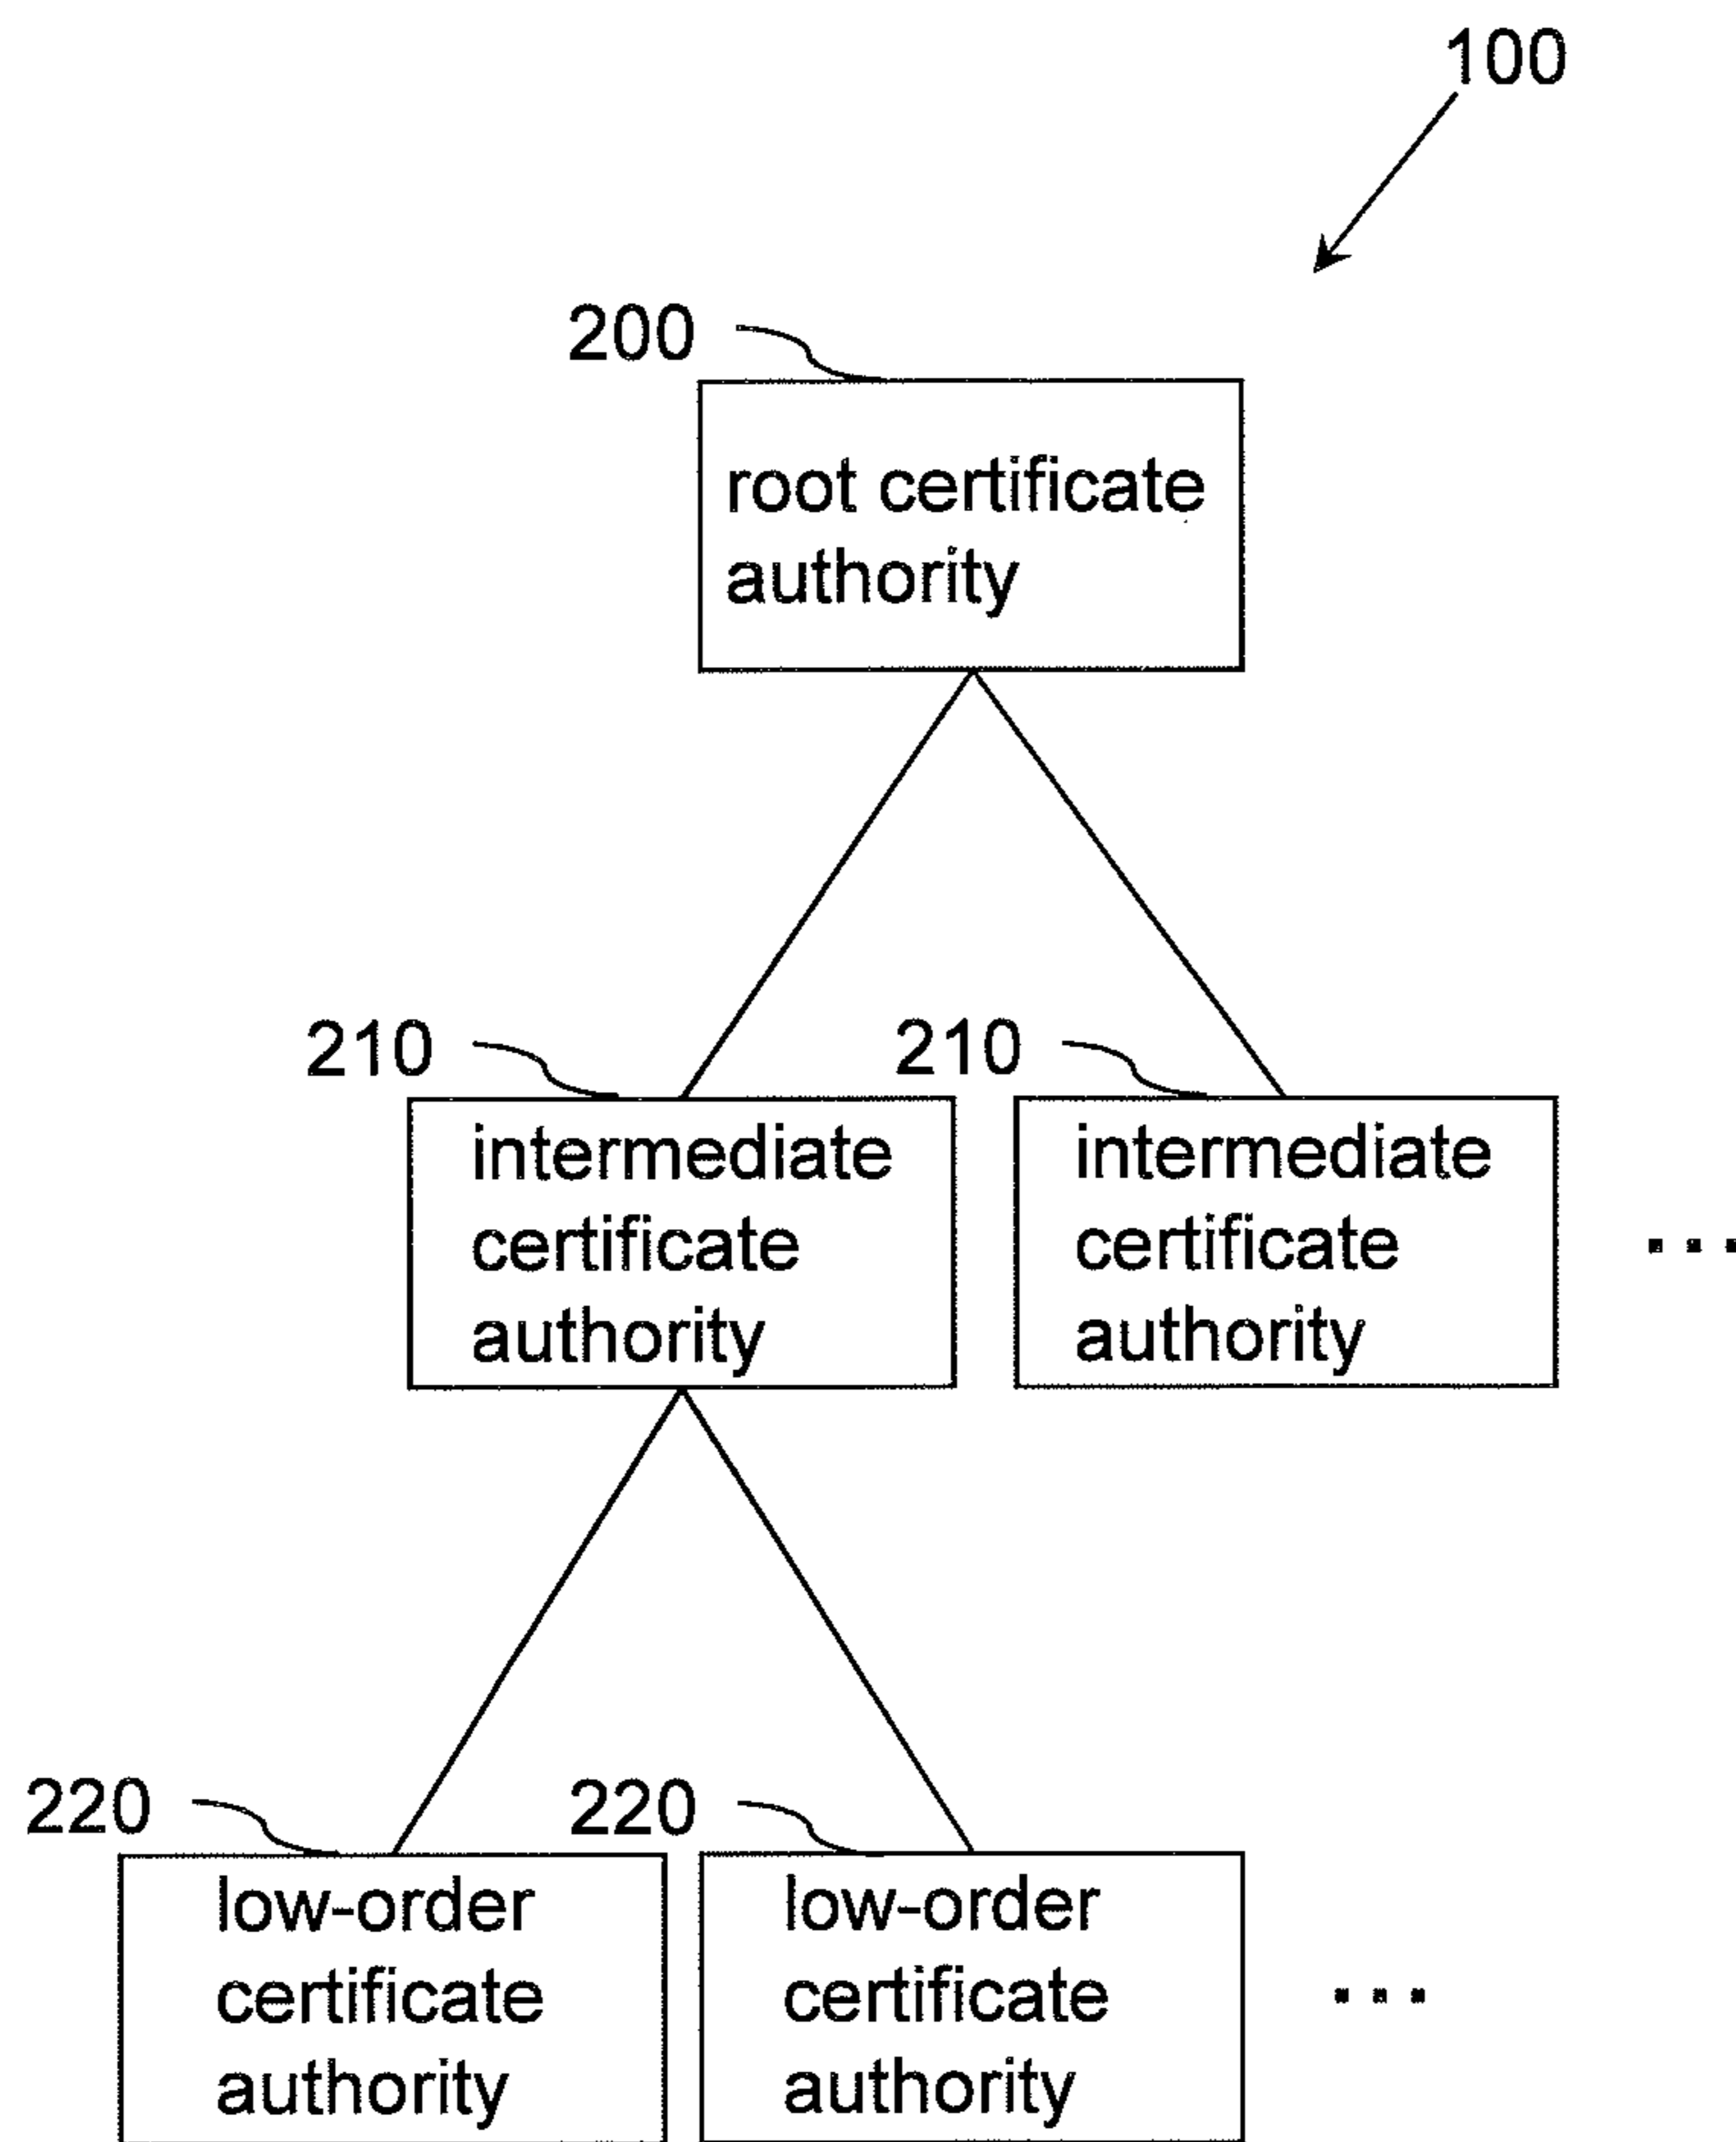 100
200
root certificate
authority
210
210
intermediate
certificate
authority
intermediate
certificate
authority
...
220
220
low-order
certificate
authority
low-order
certificate
authority
...